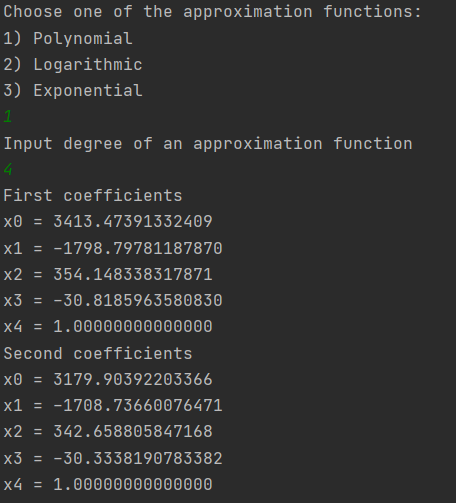 Choose one of the approximation functions:
1) Polynomial
2) Logarithmic
3) Exponential
1
Input degree of an approximation function
4
First coefficients
x0 = 3413.47391332409
x1 = -1798.79781187870
x2 = 354.148338317871
x3 = -30.8185963580830
x4 = 1.00000000000000
Second coefficients
x0 = 3179.90392203366
x1 = -1708.73660076471
x2 = 342.658805847168
x3 = -30.3338190783382
x4 = 1.00000000000000